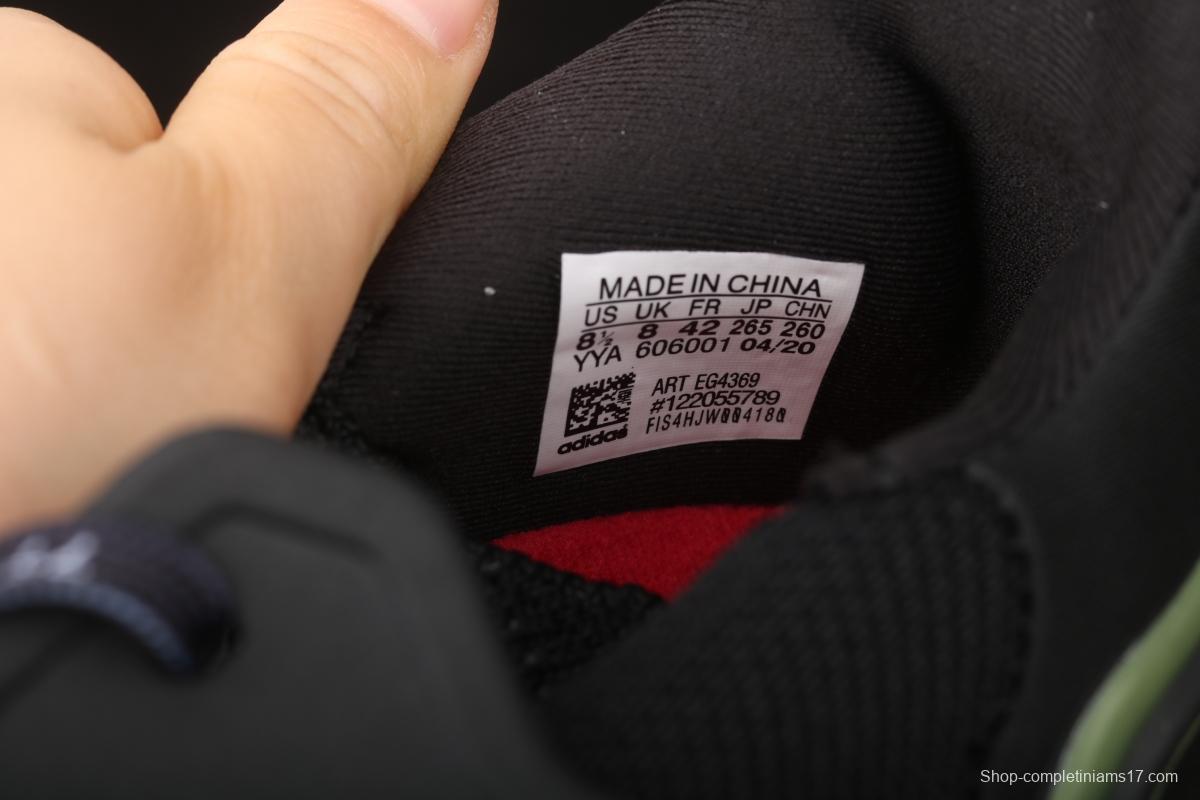 MADE IN CHINA
US UK FR JP CHN
8½ 8 42 265 260
YYA 606001 04/20
ART EG4369
#122055789
FIS4HJW004180
adidas
Shop-completiniams17.com